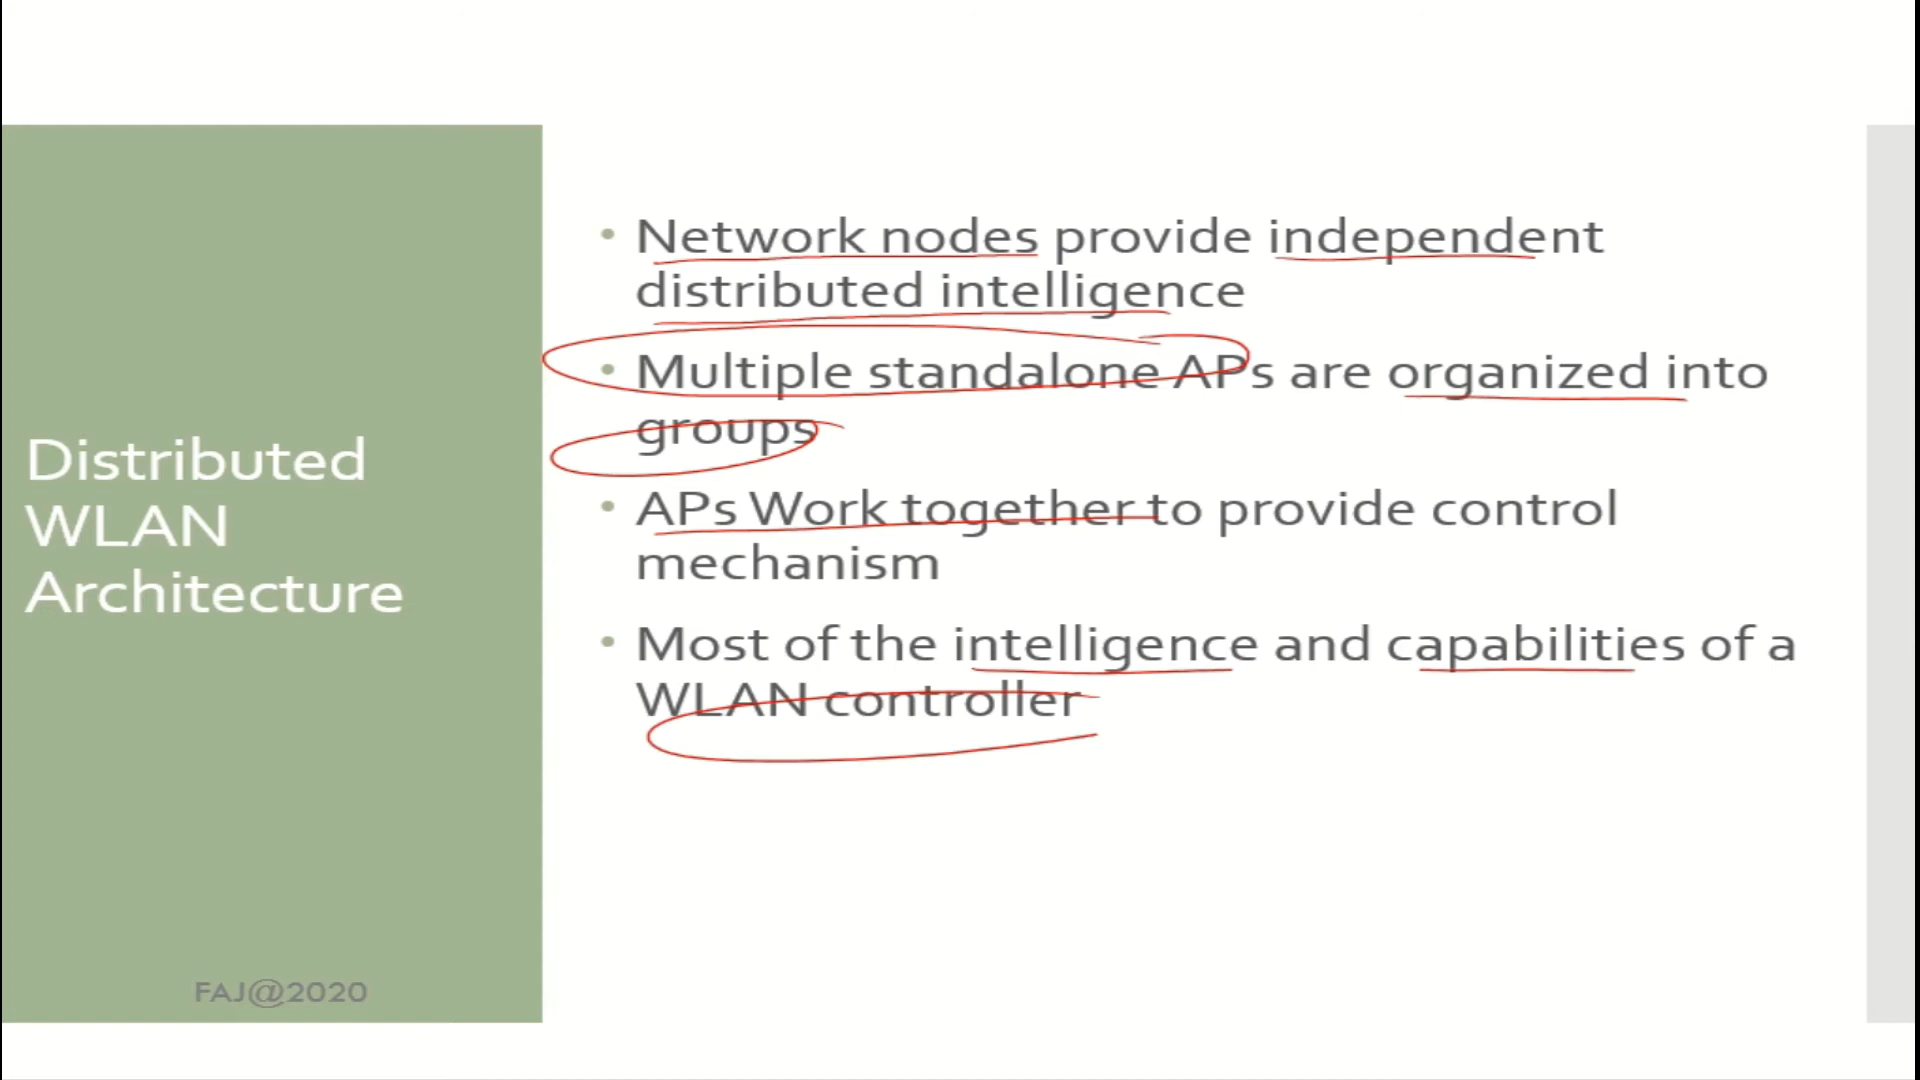 Distributed
WLAN
Architecture
FAJ@2020
• Network nodes provide independent
distributed intelligence
• Multiple standalone APs are organized into
groups
• APs Work together to provide control
mechanism
• Most of the intelligence and capabilities of a
WLAN controller